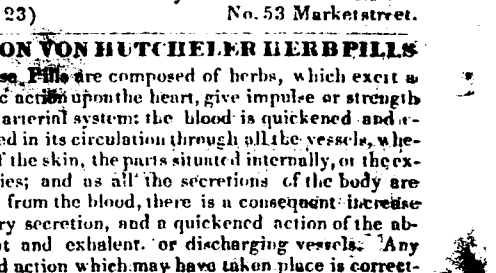 23) No. 53 Marketstreet.
ON VON HUTCHELER HERB PILLS
se Pills are composed of herbs, which excit a
c action upon the heart, give impulse or strength
arterial system: the blood is quickened and
ed in its circulation through all the vessels, whe-
f the skin, the parts situated internally, or the ex-
ies; and as all the secretions of the body are
from the blood, there is a consequent increase
ry secretion, and a quickened action of the ab-
t and exhalent. or discharging vessels. Any
d action which may have taken place is correct-